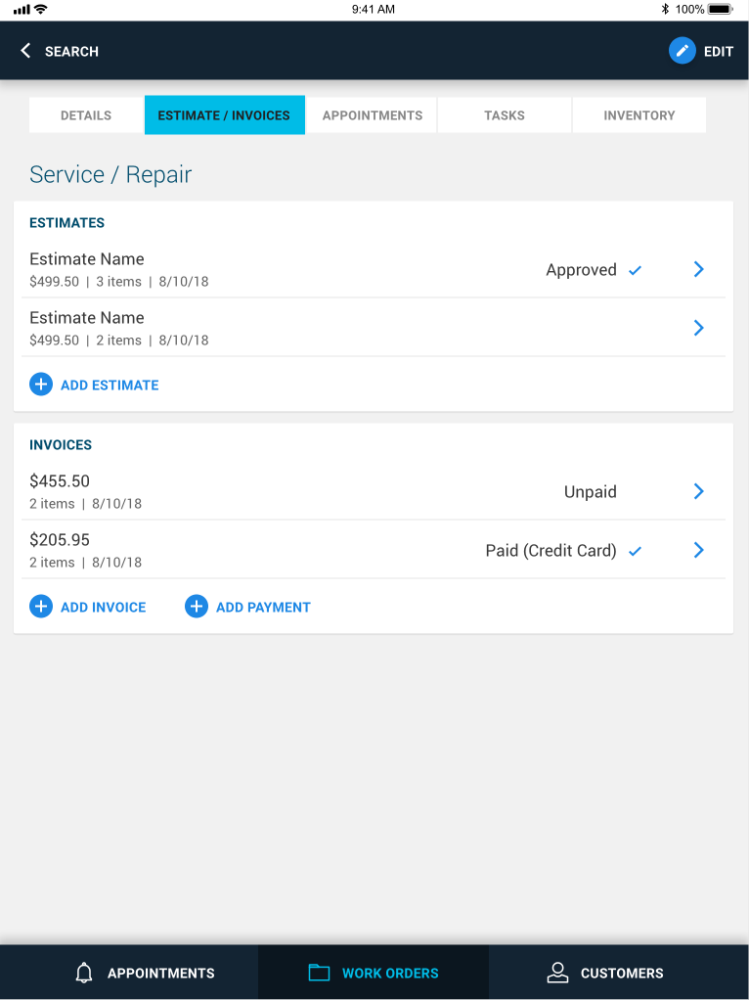 9:41 AM
100%
SEARCH
EDIT
DETAILS
ESTIMATE / INVOICES
APPOINTMENTS
TASKS
INVENTORY
Service / Repair
ESTIMATES
Estimate Name
$499.50 | 3 items | 8/10/18
Approved
Estimate Name
$499.50 | 2 items | 8/10/18
ADD ESTIMATE
INVOICES
$455.50
2 items | 8/10/18
Unpaid
$205.95
2 items | 8/10/18
Paid (Credit Card)
ADD INVOICE
ADD PAYMENT
APPOINTMENTS
WORK ORDERS
CUSTOMERS